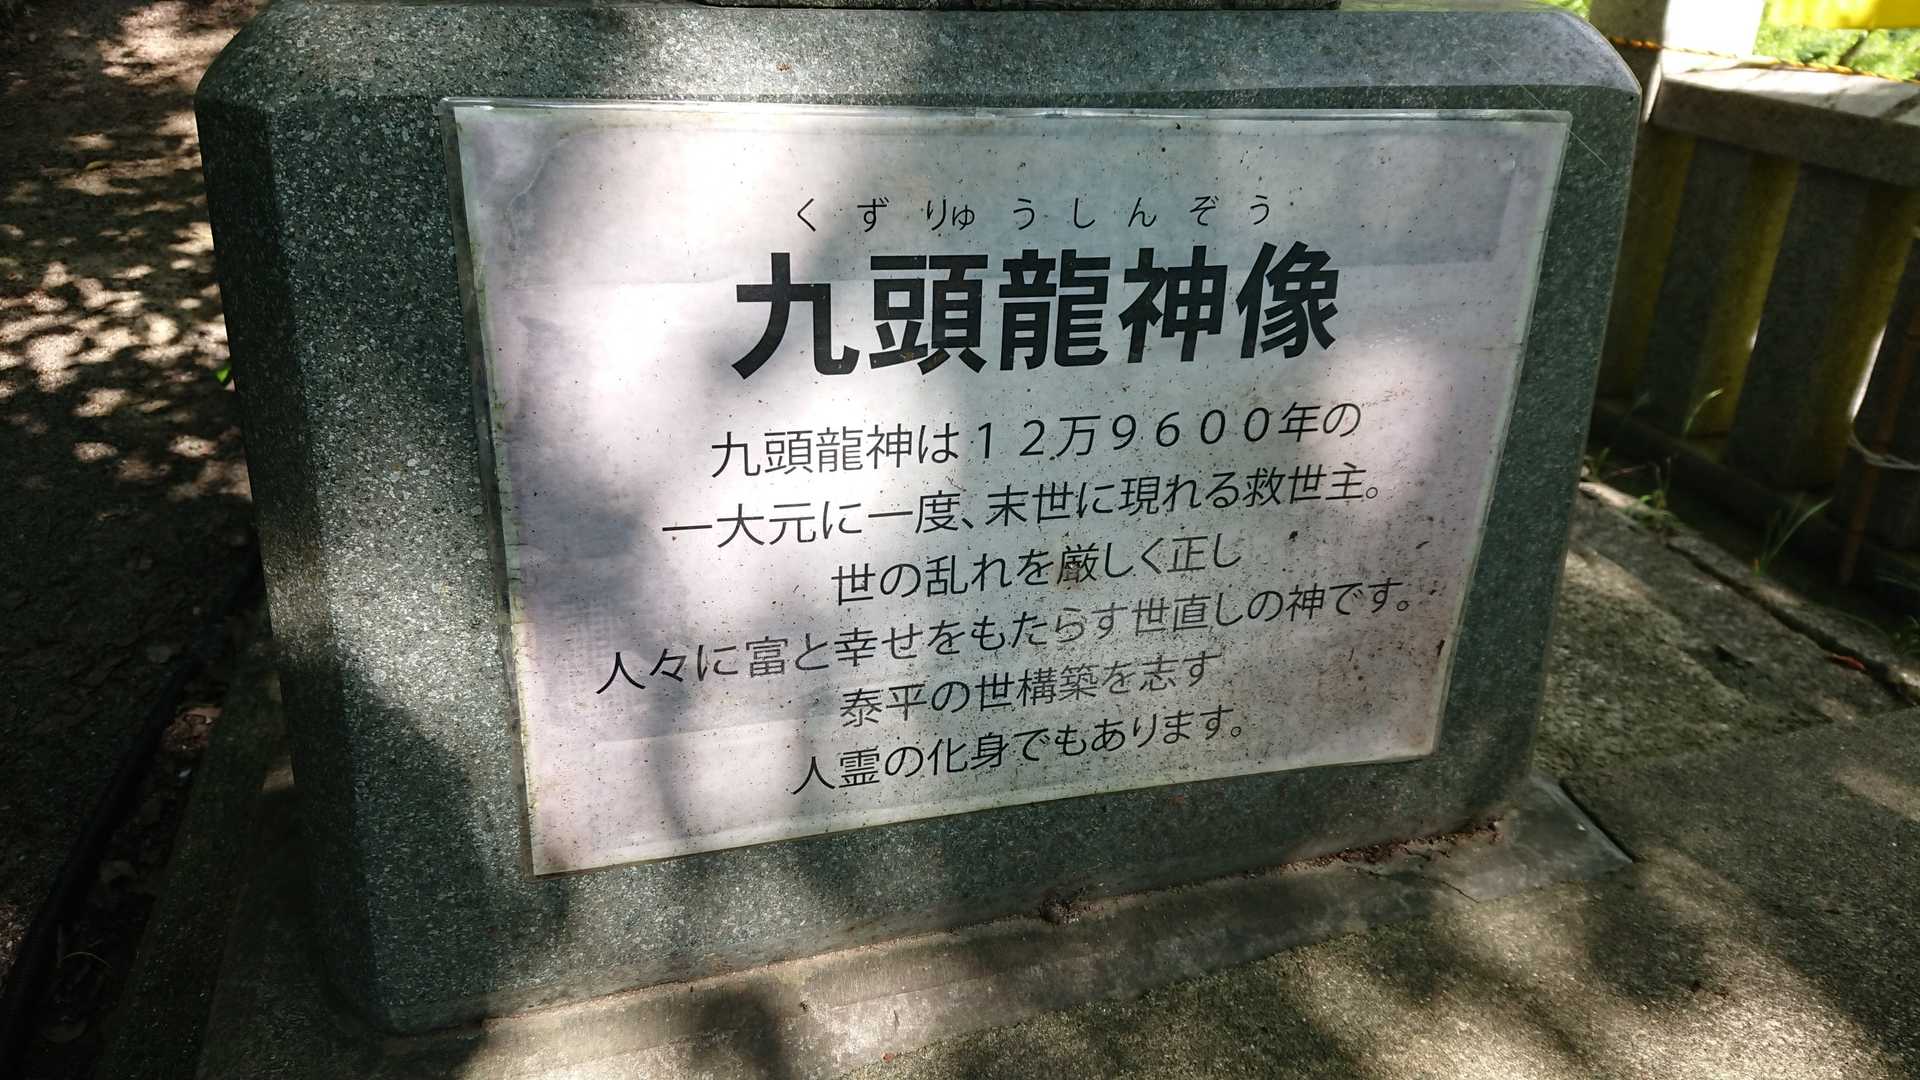 くずりゅうしんぞう
九頭龍神像
九頭龍神は１２万９６００年の
一大元に一度、末世に現れる救世主。
世の乱れを厳しく正し
人々に富と幸せをもたらす世直しの神です。
泰平の世構築を志す
人霊の化身でもあります。